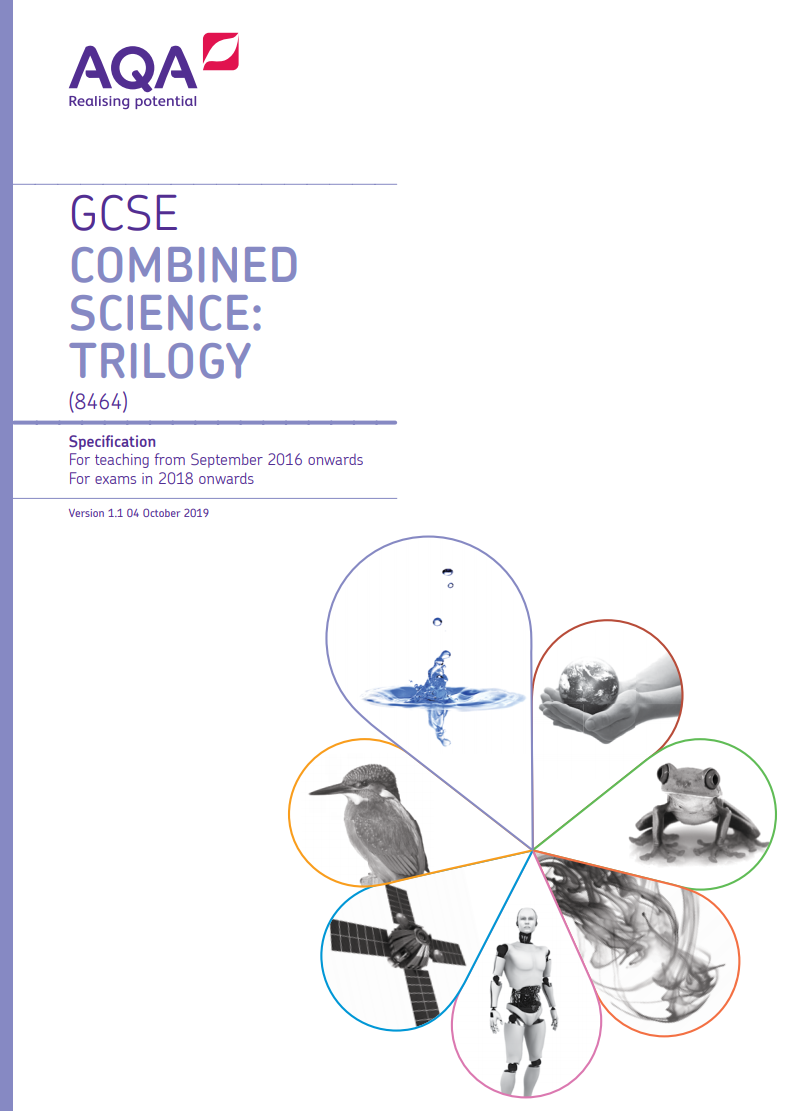 AQA
Realising potential
GCSE
COMBINED
SCIENCE:
TRILOGY
(8464)
Specification
For teaching from September 2016 onwards
For exams in 2018 onwards
Version 1.1 04 October 2019